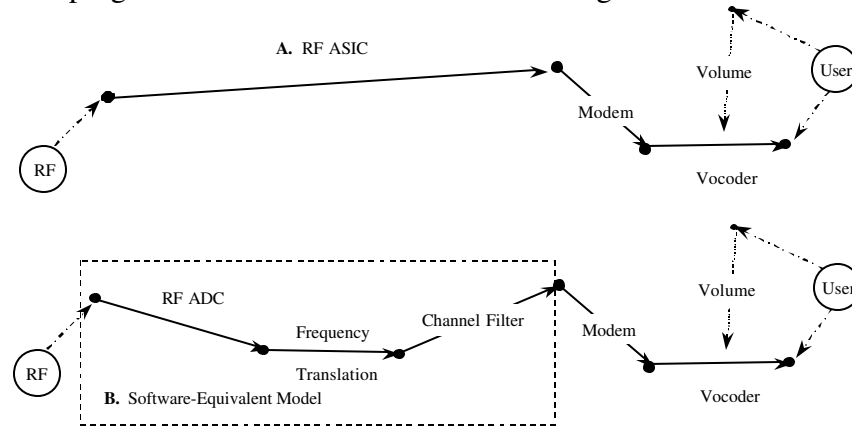 A. RF ASIC
Volume
User
Modem
RF
Vocoder
RF ADC
Volume
User
Frequency
Channel Filter
Modem
RF
Translation
B. Software-Equivalent Model
Vocoder